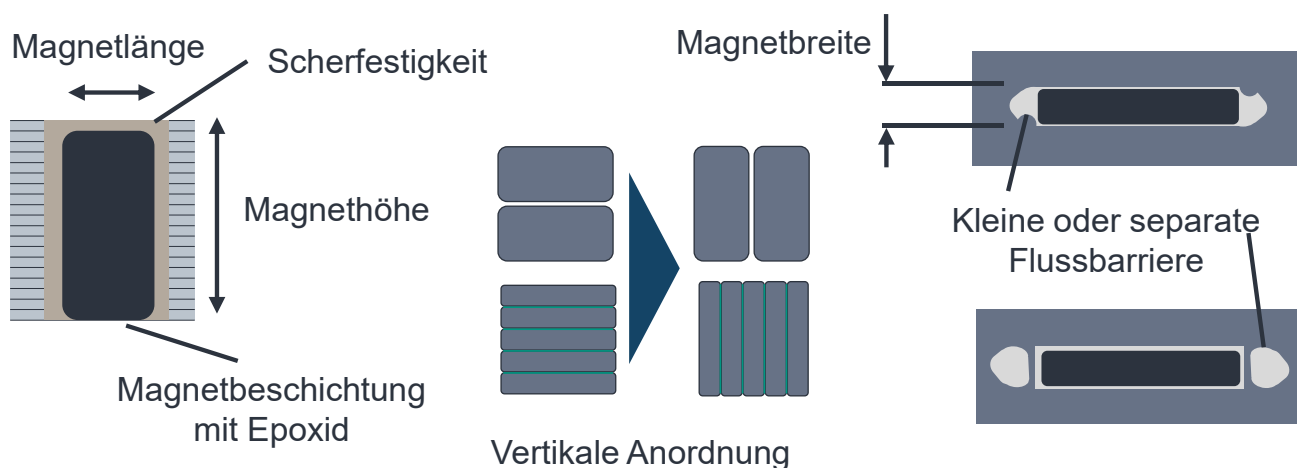 Magnetlänge
Scherfestigkeit
Magnethöhe
Magnetbeschichtung
mit Epoxid
Vertikale Anordnung
Magnetbreite
Kleine oder separate
Flussbarriere